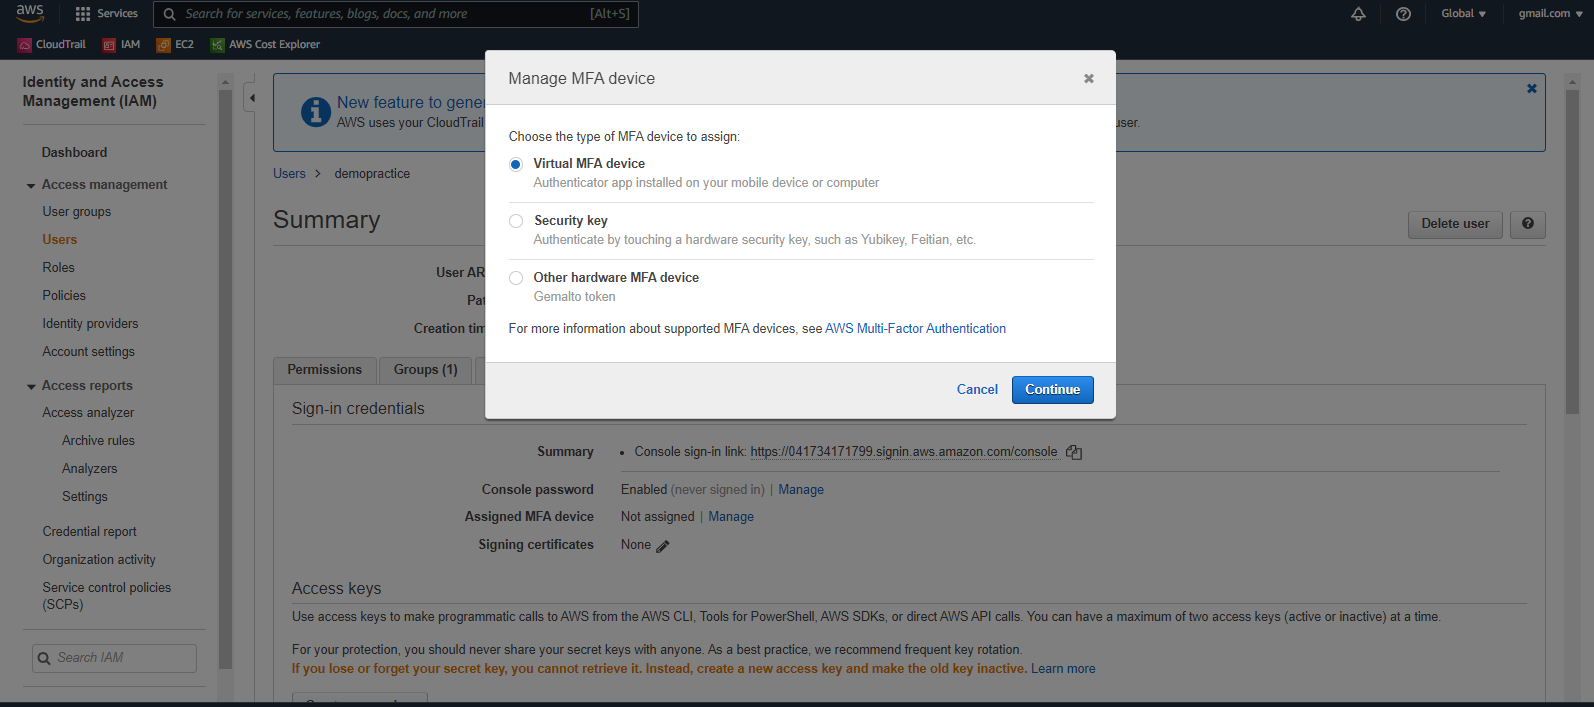 aws
Services
Search for services, features, blogs, docs, and more
[Alt+S]
Global
gmail.com
CloudTrail
IAM
EC2
AWS Cost Explorer
Identity and Access
Management (IAM)
Dashboard
Access management
User groups
Users
Roles
Policies
Identity providers
Account settings
Access reports
Access analyzer
Archive rules
Analyzers
Settings
Credential report
Organization activity
Service control policies
(SCPs)
Search IAM
New feature to gene
AWS uses your CloudTrail
user.
Users > demopractice
Summary
Delete user
User AR
Pat
Creation tim
Permissions
Groups (1)
Manage MFA device
Choose the type of MFA device to assign:
Virtual MFA device
Authenticator app installed on your mobile device or computer
Security key
Authenticate by touching a hardware security key, such as Yubikey, Feitian, etc.
Other hardware MFA device
Gemalto token
For more information about supported MFA devices, see AWS Multi-Factor Authentication
Cancel
Continue
Sign-in credentials
Summary
• Console sign-in link: https://041734171799.signin.aws.amazon.com/console
Console password Enabled (never signed in) | Manage
Assigned MFA device Not assigned | Manage
Signing certificates None
Access keys
Use access keys to make programmatic calls to AWS from the AWS CLI, Tools for PowerShell, AWS SDKs, or direct AWS API calls. You can have a maximum of two access keys (active or inactive) at a time.
For your protection, you should never share your secret keys with anyone. As a best practice, we recommend frequent key rotation.
If you lose or forget your secret key, you cannot retrieve it. Instead, create a new access key and make the old key inactive. Learn more